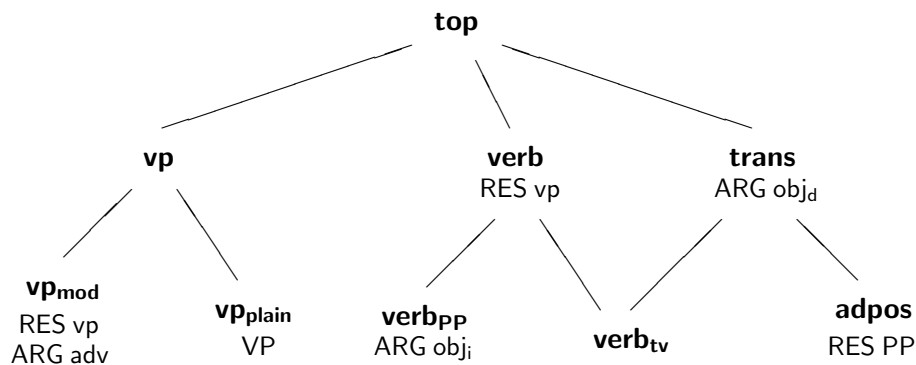 top
vp
verb
trans
RES vp
ARG obj_d
vp_mod
vp_plain
verb_PP
verb_tv
adpos
RES vp
VP
ARG obj_i
RES PP
ARG adv